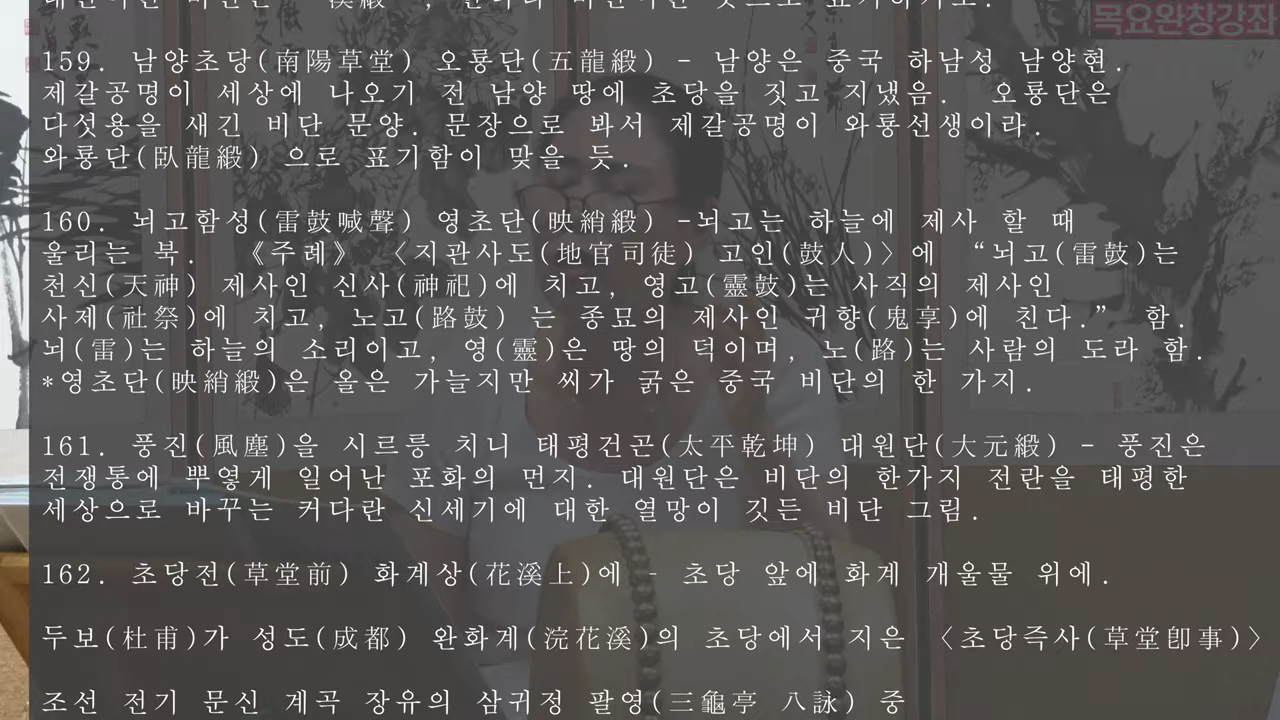 목요완창강좌
159. 남양초당(南陽草堂) 오룡단(五龍緞) - 남양은 중국 하남성 남양현.
제갈공명이 세상에 나오기 전 남양 땅에 초당을 짓고 지냈음. 오룡단은
다섯용을 새긴 비단 문양. 문장으로 봐서 제갈공명이 와룡선생이라.
와룡단(臥龍緞) 으로 표기함이 맞을 듯.
160. 뇌고함성(雷鼓喊聲) 영초단(映綃緞) -뇌고는 하늘에 제사 할 때
울리는 북. 《주례》 〈지관사도(地官司徒) 고인(鼓人)〉에 “뇌고(雷鼓)는
천신(天神) 제사인 신사(神祀)에 치고, 영고(靈鼓)는 사직의 제사인
사제(社祭)에 치고, 노고(路鼓) 는 종묘의 제사인 귀향(鬼享)에 친다.” 함.
뇌(雷)는 하늘의 소리이고, 영(靈)은 땅의 덕이며, 노(路)는 사람의 도라 함.
*영초단(映綃緞)은 올은 가늘지만 씨가 굵은 중국 비단의 한 가지.
161. 풍진(風塵)을 시르릉 치니 태평건곤(太平乾坤) 대원단(大元緞) - 풍진은
전쟁통에 뿌옇게 일어난 포화의 먼지. 대원단은 비단의 한가지 전란을 태평한
세상으로 바꾸는 커다란 신세기에 대한 열망이 깃든 비단 그림.
162. 초당전(草堂前) 화계상(花溪上)에 - 초당 앞에 화계 개울물 위에.
두보(杜甫)가 성도(成都) 완화계(浣花溪)의 초당에서 지은 〈초당즉사(草堂卽事)〉
조선 전기 문신 계곡 장유의 삼귀정 팔영(三龜亭 八詠) 중